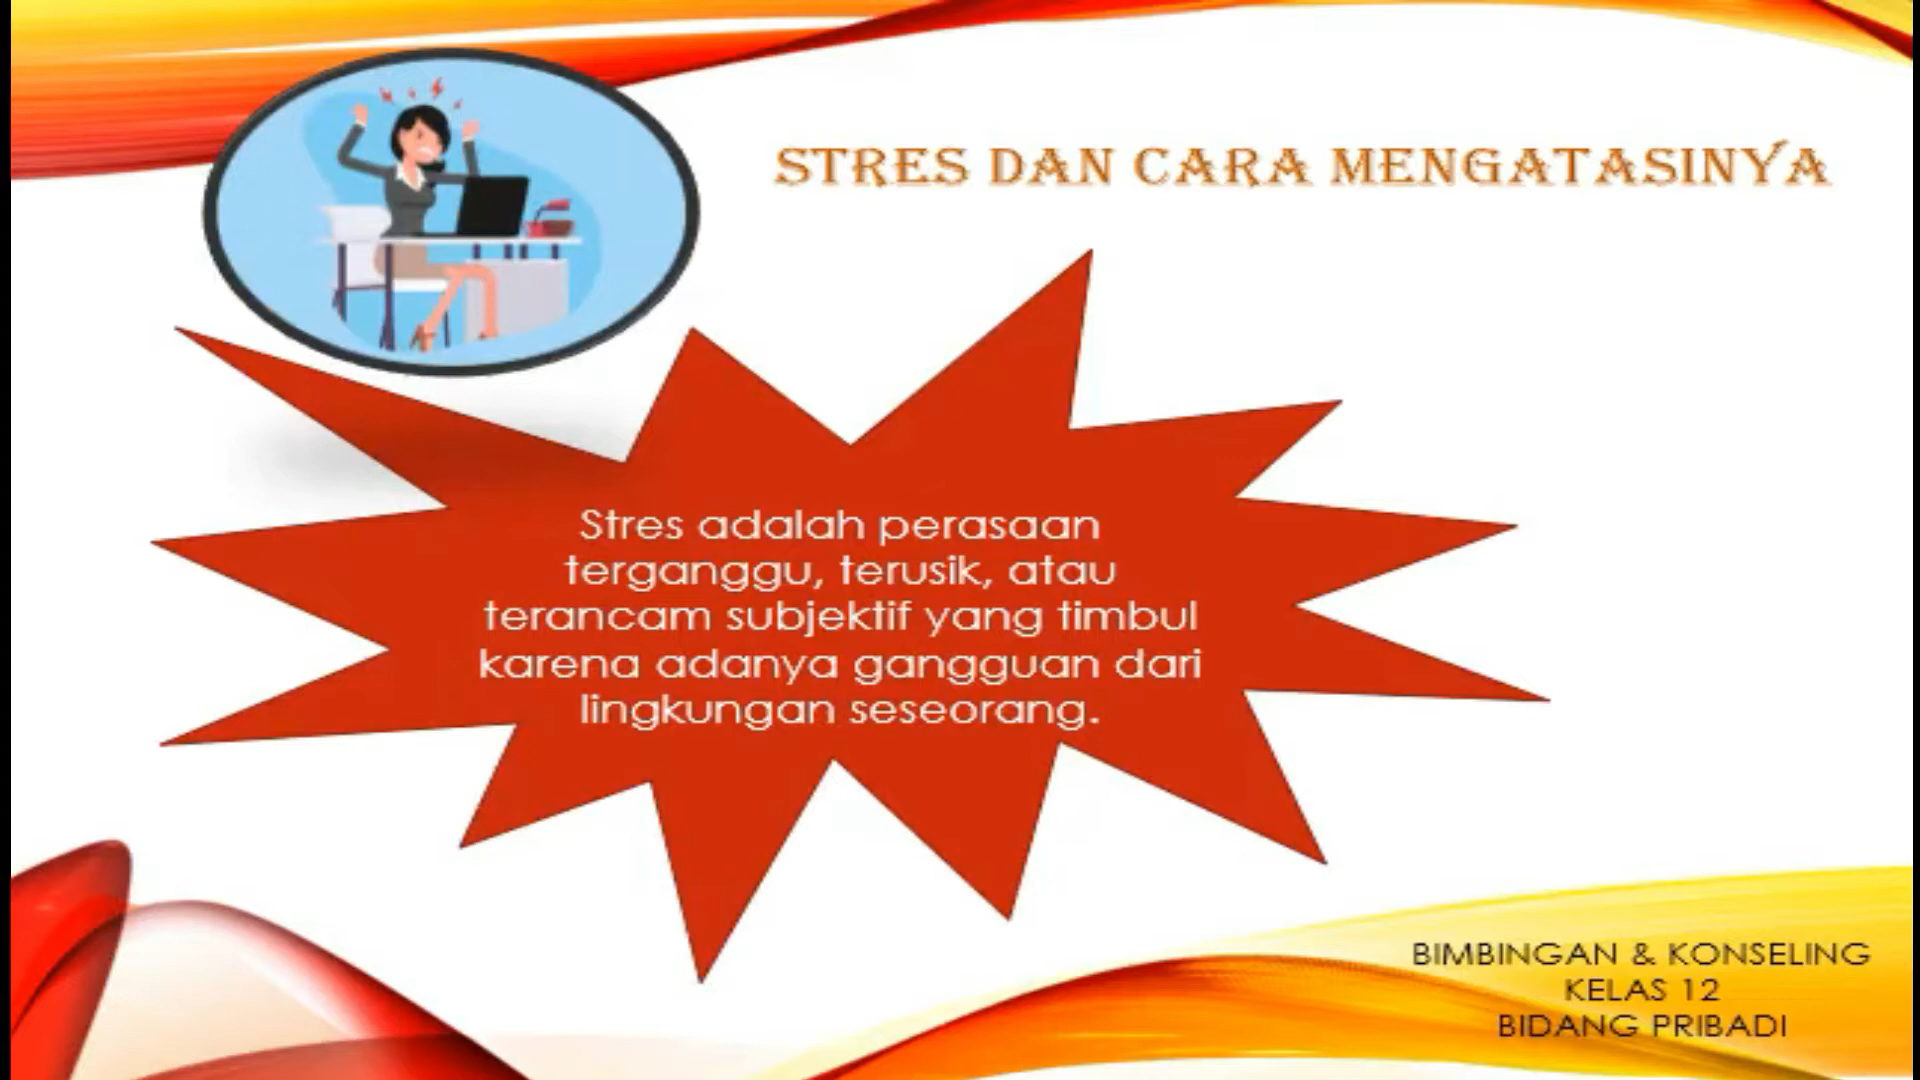 STRES DAN CARA MENGATASINYA
Stres adalah perasaan
terganggu, terusik, atau
terancam subjektif yang timbul
karena adanya gangguan dari
lingkungan seseorang.
BIMBINGAN & KONSELING
KELAS 12
BIDANG PRIBADI